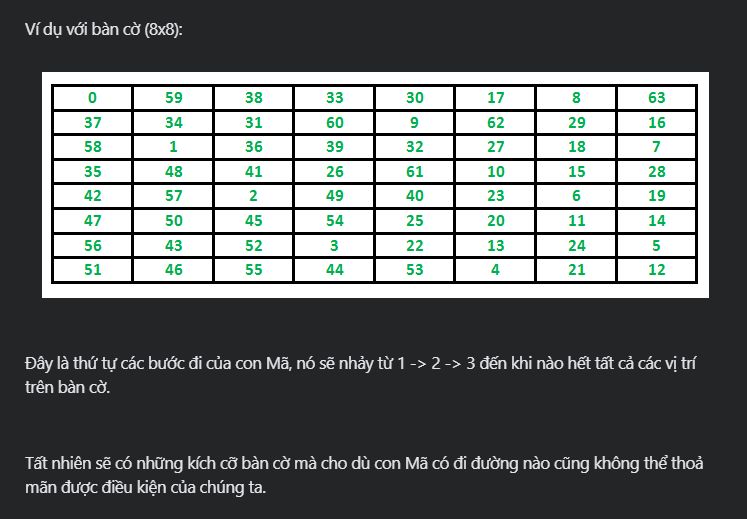 Ví dụ với bàn cờ (8x8):
0 59 38 33 30 17 8 63
37 34 31 60 9 62 29 16
58 1 36 39 32 27 18 7
35 48 41 26 61 10 15 28
42 57 2 49 40 23 6 19
47 50 45 54 25 20 11 14
56 43 52 3 22 13 24 5
51 46 55 44 53 4 21 12
Đây là thứ tự các bước đi của con Mã, nó sẽ nhảy từ 1 -> 2 -> 3 đến khi nào hết tất cả các vị trí
trên bàn cờ.
Tất nhiên sẽ có những kích cỡ bàn cờ mà cho dù con Mã có đi đường nào cũng không thể thoả
mãn được điều kiện của chúng ta.